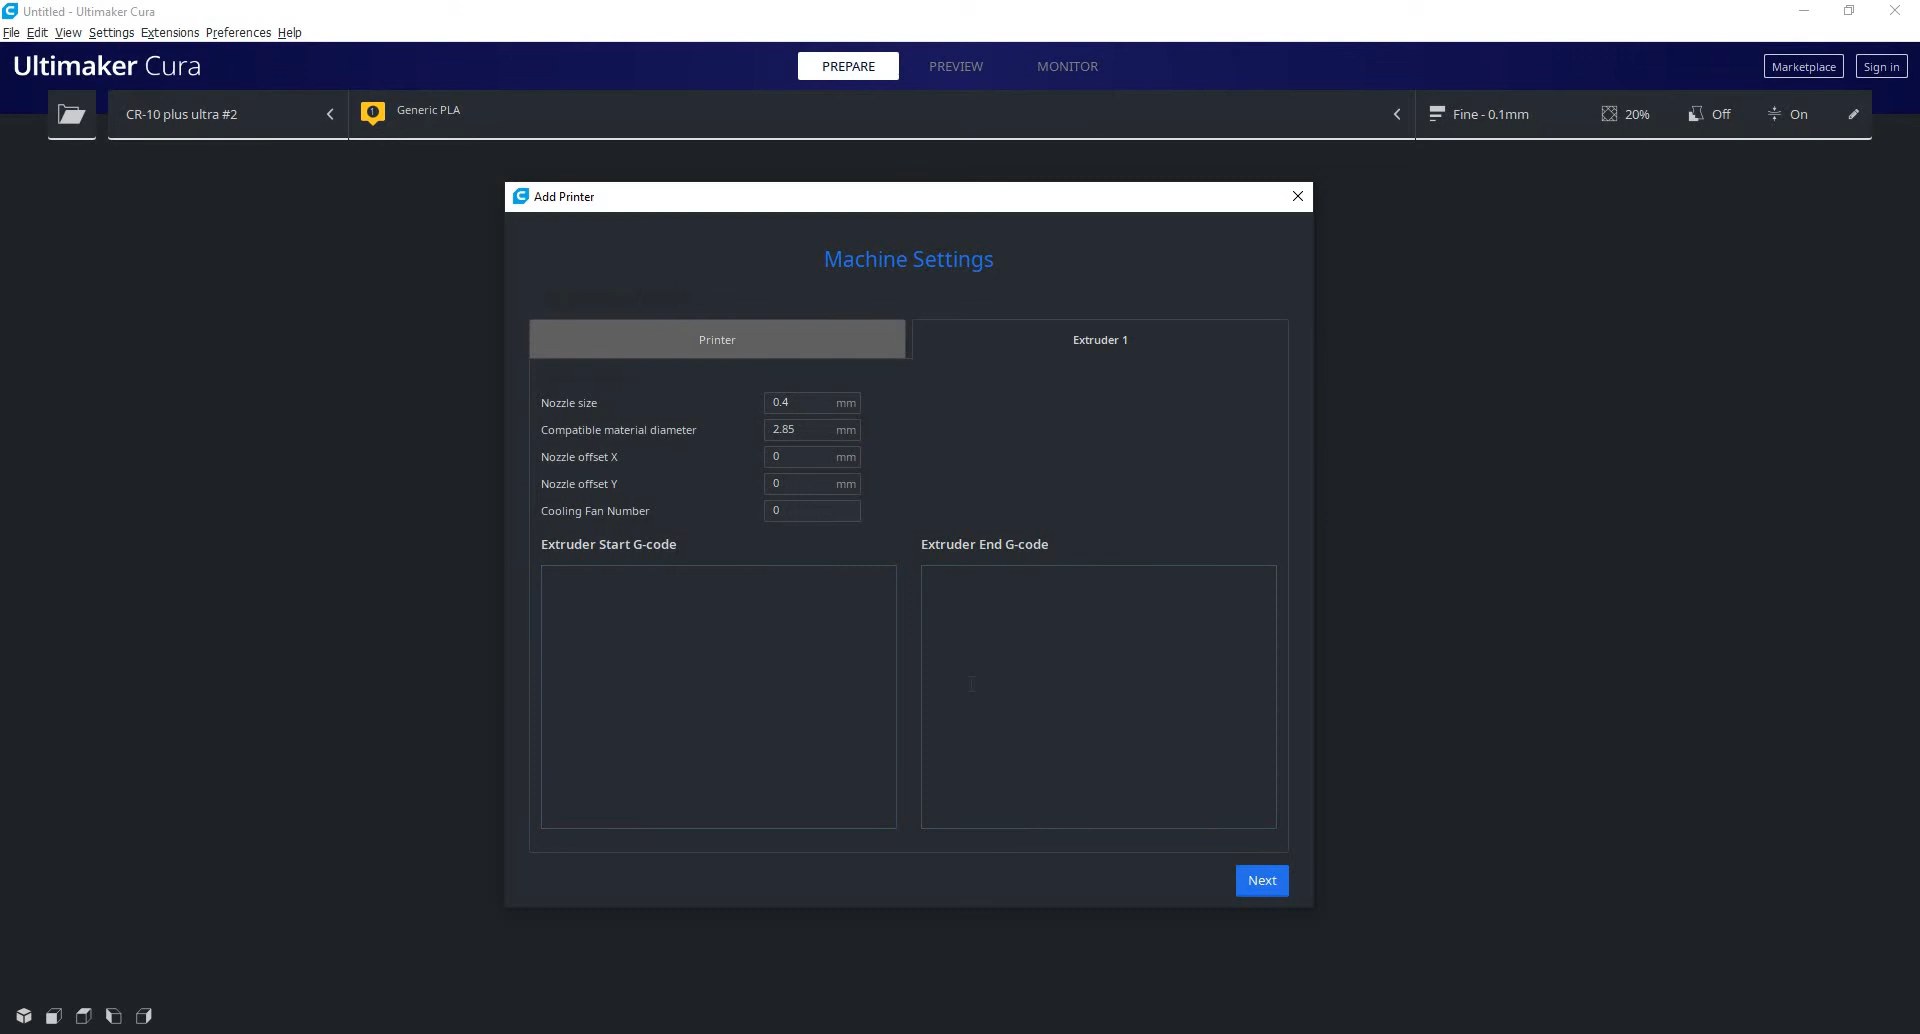 Untitled - Ultimaker Cura
File Edit View Settings Extensions Preferences Help
Ultimaker Cura
PREPARE PREVIEW MONITOR
Marketplace Sign in
CR-10 plus ultra #2
1 Generic PLA
Fine - 0.1mm 20% Off On
Add Printer
Machine Settings
Printer Extruder 1
Nozzle size 0.4 mm
Compatible material diameter 2.85 mm
Nozzle offset X 0 mm
Nozzle offset Y 0 mm
Cooling Fan Number 0
Extruder Start G-code Extruder End G-code
Next